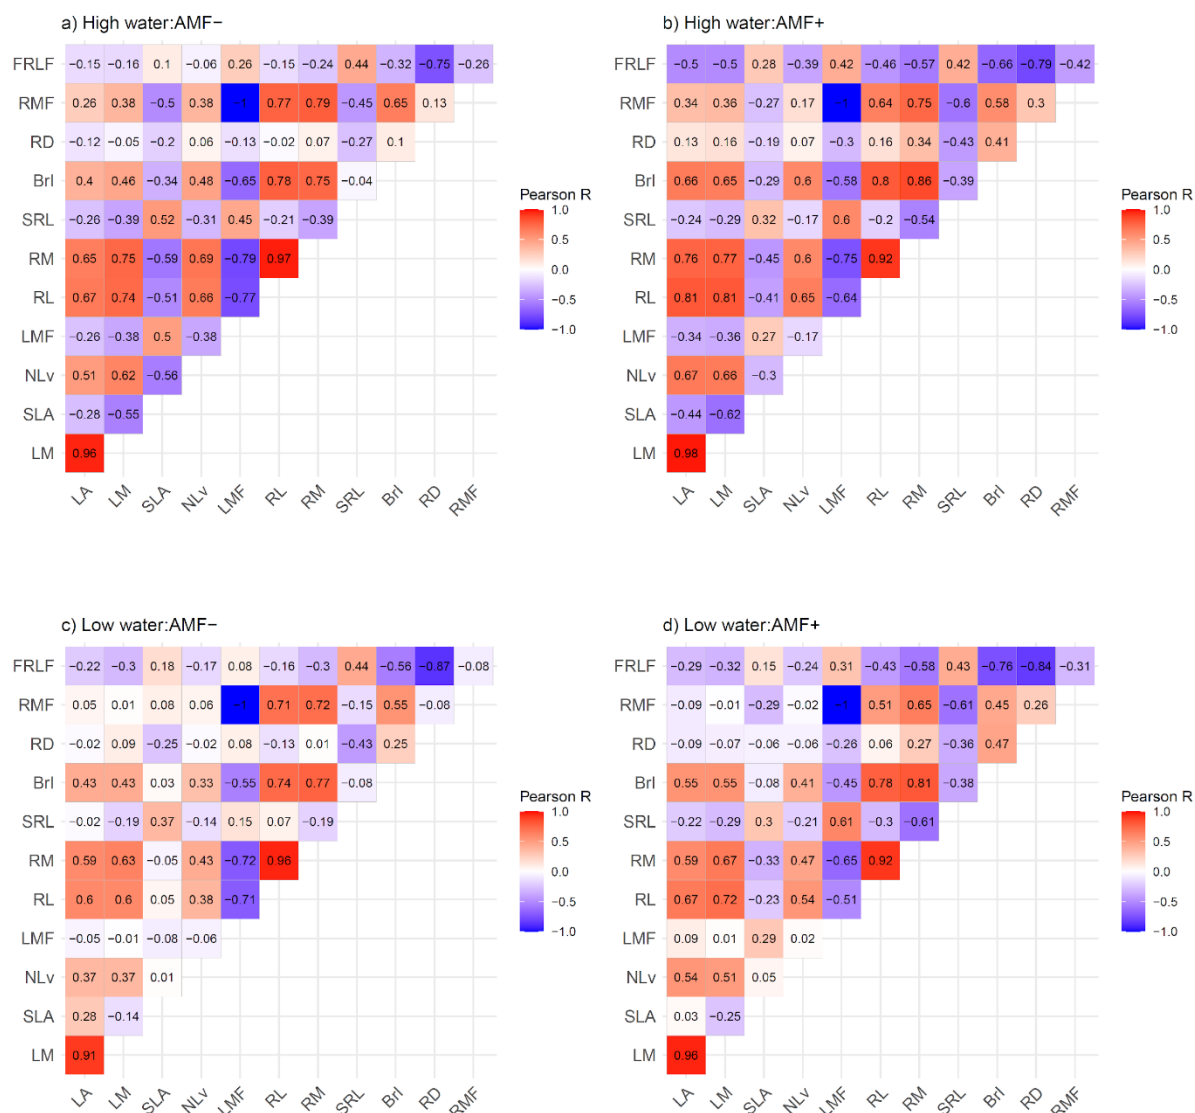 a) High water:AMF−
FRLF −0.15 −0.16 0.1 −0.06 0.26 −0.15 −0.24 0.44 −0.32 −0.75 −0.26
RMF 0.26 0.38 −0.5 0.38 −1 0.77 0.79 −0.45 0.65 0.13
RD −0.12 −0.05 −0.2 0.06 −0.13 −0.02 0.07 −0.27 0.1
BrI 0.4 0.46 −0.34 0.48 −0.65 0.78 0.75 −0.04
SRL −0.26 −0.39 0.52 −0.31 0.45 −0.21 −0.39
RM 0.65 0.75 −0.59 0.69 −0.79 0.97
RL 0.67 0.74 −0.51 0.66 −0.77
LMF −0.26 −0.38 0.5 −0.38
NLv 0.51 0.62 −0.56
SLA −0.28 −0.55
LM 0.96
LA LM SLA NLv LMF RL RM SRL BrI RD RMF
Pearson R
1.0
0.5
0.0
−0.5
−1.0
b) High water:AMF+
FRLF −0.5 −0.5 0.28 −0.39 0.42 −0.46 −0.57 0.42 −0.66 −0.79 −0.42
RMF 0.34 0.36 −0.27 0.17 −1 0.64 0.75 −0.6 0.58 0.3
RD 0.13 0.16 −0.19 0.07 −0.3 0.16 0.34 −0.43 0.41
BrI 0.66 0.65 −0.29 0.6 −0.58 0.8 0.86 −0.39
SRL −0.24 −0.29 0.32 −0.17 0.6 −0.2 −0.54
RM 0.76 0.77 −0.45 0.6 −0.75 0.92
RL 0.81 0.81 −0.41 0.65 −0.64
LMF −0.34 −0.36 0.27 −0.17
NLv 0.67 0.66 −0.3
SLA −0.44 −0.62
LM 0.98
LA LM SLA NLv LMF RL RM SRL BrI RD RMF
Pearson R
1.0
0.5
0.0
−0.5
−1.0
c) Low water:AMF−
FRLF −0.22 −0.3 0.18 −0.17 0.08 −0.16 −0.3 0.44 −0.56 −0.87 −0.08
RMF 0.05 0.01 0.08 0.06 −1 0.71 0.72 −0.15 0.55 −0.08
RD −0.02 0.09 −0.25 −0.02 0.08 −0.13 0.01 −0.43 0.25
BrI 0.43 0.43 0.03 0.33 −0.55 0.74 0.77 −0.08
SRL −0.02 −0.19 0.37 −0.14 0.15 0.07 −0.19
RM 0.59 0.63 −0.05 0.43 −0.72 0.96
RL 0.6 0.6 0.05 0.38 −0.71
LMF −0.05 −0.01 −0.08 −0.06
NLv 0.37 0.37 0.01
SLA 0.28 −0.14
LM 0.91
LA LM SLA NLv LMF RL RM SRL BrI RD RMF
Pearson R
1.0
0.5
0.0
−0.5
−1.0
d) Low water:AMF+
FRLF −0.29 −0.32 0.15 −0.24 0.31 −0.43 −0.58 0.43 −0.76 −0.84 −0.31
RMF −0.09 −0.01 −0.29 −0.02 −1 0.51 0.65 −0.61 0.45 0.26
RD −0.09 −0.07 −0.06 −0.06 −0.26 0.06 0.27 −0.36 0.47
BrI 0.55 0.55 −0.08 0.41 −0.45 0.78 0.81 −0.38
SRL −0.22 −0.29 0.3 −0.21 0.61 −0.3 −0.61
RM 0.59 0.67 −0.33 0.47 −0.65 0.92
RL 0.67 0.72 −0.23 0.54 −0.51
LMF 0.09 0.01 0.29 0.02
NLv 0.54 0.51 0.05
SLA 0.03 −0.25
LM 0.96
LA LM SLA NLv LMF RL RM SRL BrI RD RMF
Pearson R
1.0
0.5
0.0
−0.5
−1.0